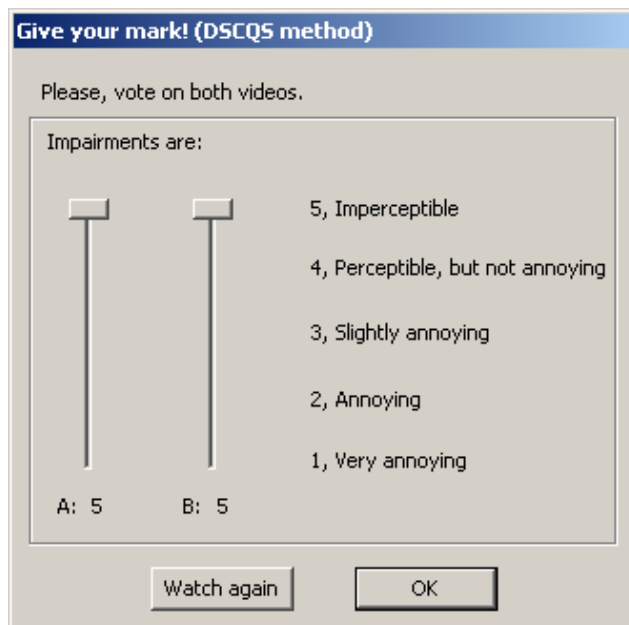 Give your mark! (DSCQS method)
Please, vote on both videos.
Impairments are:
5, Imperceptible
4, Perceptible, but not annoying
3, Slightly annoying
2, Annoying
1, Very annoying
A: 5 B: 5
Watch again OK